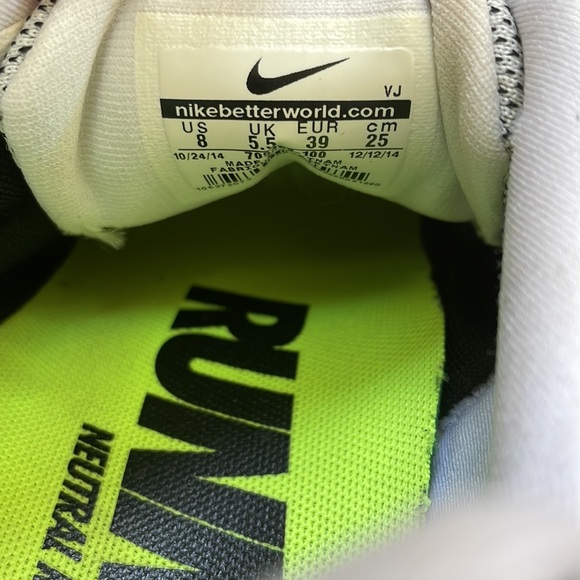 VJ
nikebetterworld.com
US UK EUR cm
8 5.5 39 25
10/24/14 12/12/14
RUN
NEUTRAL